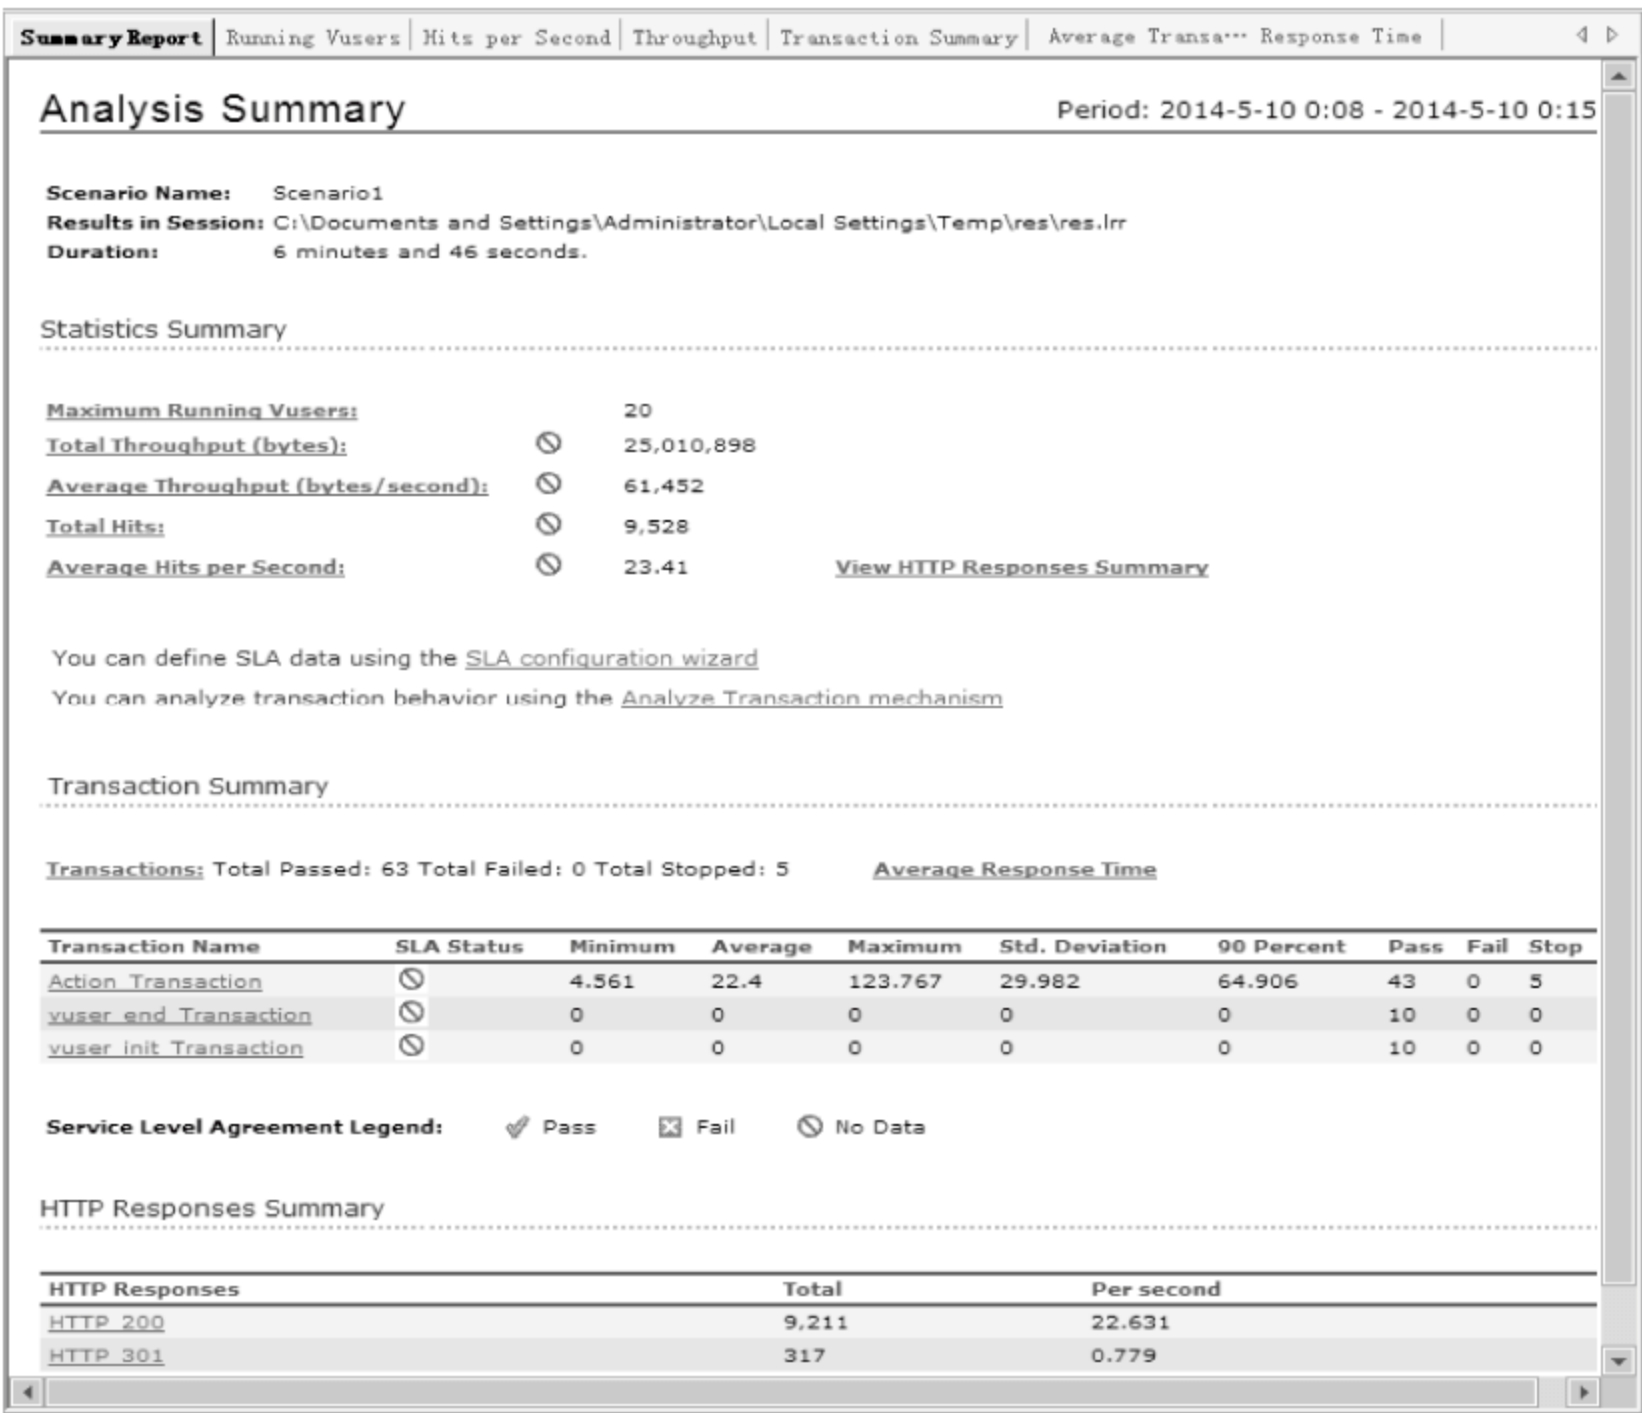 Summary Report Running Vusers Hits per Second Throughput Transaction Summary Average Transa··· Response Time
Analysis Summary Period: 2014-5-10 0:08 - 2014-5-10 0:15
Scenario Name: Scenario1
Results in Session: C:\Documents and Settings\Administrator\Local Settings\Temp\res\res.lrr
Duration: 6 minutes and 46 seconds.
Statistics Summary
Maximum Running Vusers: 20
Total Throughput (bytes): 25,010,898
Average Throughput (bytes/second): 61,452
Total Hits: 9,528
Average Hits per Second: 23.41 View HTTP Responses Summary
You can define SLA data using the SLA configuration wizard
You can analyze transaction behavior using the Analyze Transaction mechanism
Transaction Summary
Transactions: Total Passed: 63 Total Failed: 0 Total Stopped: 5 Average Response Time
Transaction Name SLA Status Minimum Average Maximum Std. Deviation 90 Percent Pass Fail Stop
Action_Transaction 4.561 22.4 123.767 29.982 64.906 43 0 5
vuser_end_Transaction 0 0 0 0 0 10 0 0
vuser_init_Transaction 0 0 0 0 0 10 0 0
Service Level Agreement Legend: Pass Fail No Data
HTTP Responses Summary
HTTP Responses Total Per second
HTTP_200 9,211 22.631
HTTP_301 317 0.779